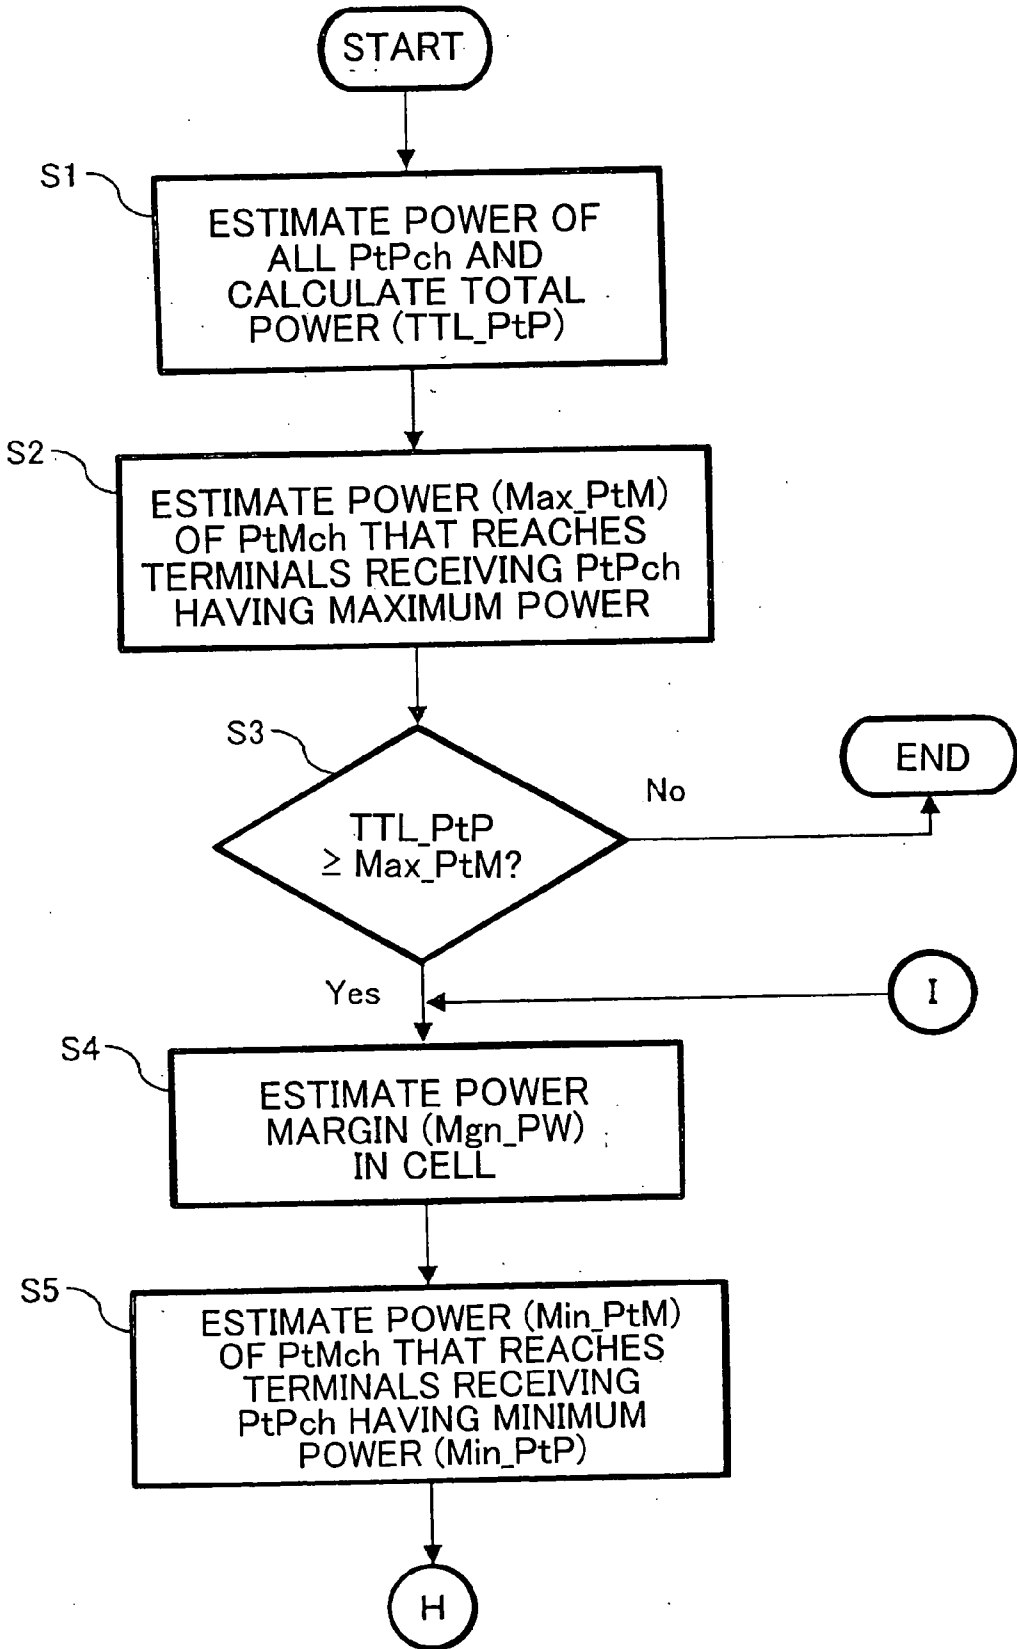 START
S1
ESTIMATE POWER OF
ALL PtPch AND
CALCULATE TOTAL
POWER (TTL_PtP)
S2
ESTIMATE POWER (Max_PtM)
OF PtMch THAT REACHES
TERMINALS RECEIVING PtPch
HAVING MAXIMUM POWER
S3
TTL_PtP
≥ Max_PtM?
No
END
Yes
I
S4
ESTIMATE POWER
MARGIN (Mgn_PW)
IN CELL
S5
ESTIMATE POWER (Min_PtM)
OF PtMch THAT REACHES
TERMINALS RECEIVING
PtPch HAVING MINIMUM
POWER (Min_PtP)
H